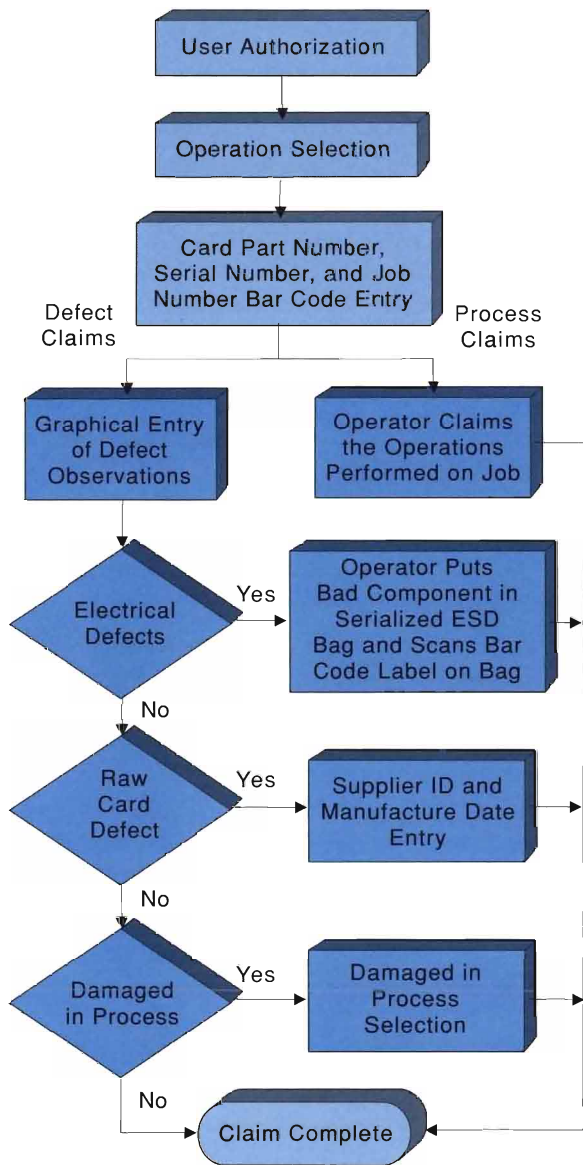 User Authorization
Operation Selection
Card Part Number,
Serial Number, and Job
Number Bar Code Entry
Defect
Claims
Process
Claims
Graphical Entry
of Defect
Observations
Operator Claims
the Operations
Performed on Job
Electrical
Defects
Yes
Operator Puts
Bad Component in
Serialized ESD
Bag and Scans Bar
Code Label on Bag
No
Raw
Card
Defect
Yes
Supplier ID and
Manufacture Date
Entry
No
Damaged
in Process
Yes
Damaged in
Process
Selection
No
Claim Complete